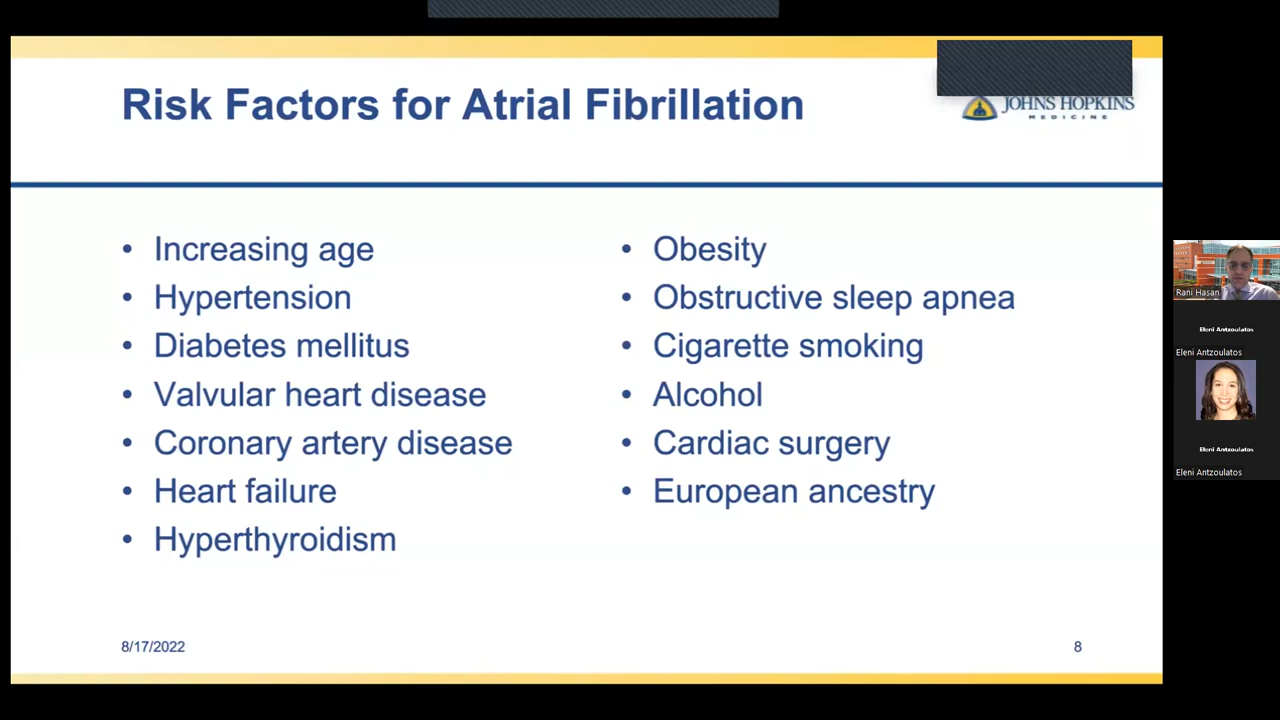 Risk Factors for Atrial Fibrillation
JOHNS HOPKINS
MEDICINE
• Increasing age
• Hypertension
• Diabetes mellitus
• Valvular heart disease
• Coronary artery disease
• Heart failure
• Hyperthyroidism
• Obesity
• Obstructive sleep apnea
• Cigarette smoking
• Alcohol
• Cardiac surgery
• European ancestry
8/17/2022
8
Rani Hasan
Eleni Antzoulatos
Eleni Antzoulatos
Eleni Antzoulatos
Eleni Antzoulatos